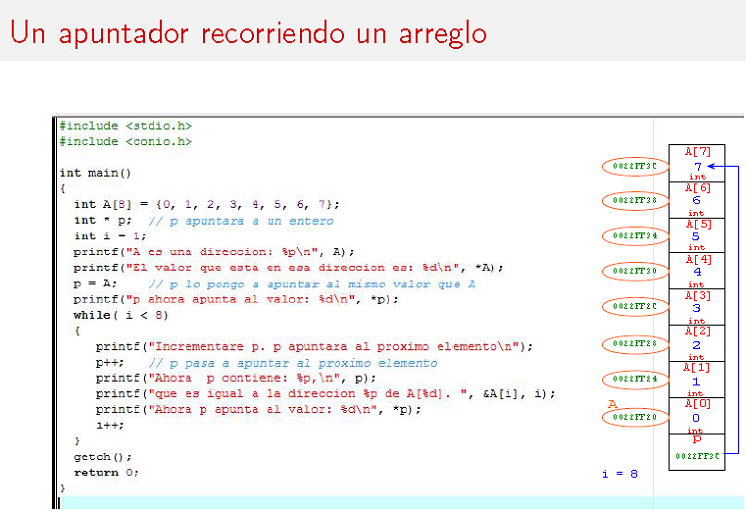 Un apuntador recorriendo un arreglo
#include <stdio.h>
#include <conio.h>
int main()
{
int A[8] = {0, 1, 2, 3, 4, 5, 6, 7};
int * p;  // p apuntara a un entero
int i = 1;
printf("A es una direccion: %p\n", A);
printf("El valor que esta en esa direccion es: %d\n", *A);
p = A;    // p lo pongo a apuntar al mismo valor que A
printf("p ahora apunta al valor: %d\n", *p);
while( i < 8)
{
printf("Incrementare p. p apuntara al proximo elemento\n");
p++;   // p pasa a apuntar al proximo elemento
printf("Ahora  p contiene: %p,\n", p);
printf("que es igual a la direccion %p de A[%d]. ", &A[i], i);
printf("Ahora p apunta al valor: %d\n", *p);
i++;
}
getch();
return 0;
}
A[7]
0022FF3C 7
int
A[6]
0022FF38 6
int
A[5]
0022FF34 5
int
A[4]
0022FF30 4
int
A[3]
0022FF2C 3
int
A[2]
0022FF28 2
int
A[1]
0022FF24 1
int
A A[0]
0022FF20 0
int
p
0022FF3C
i = 8